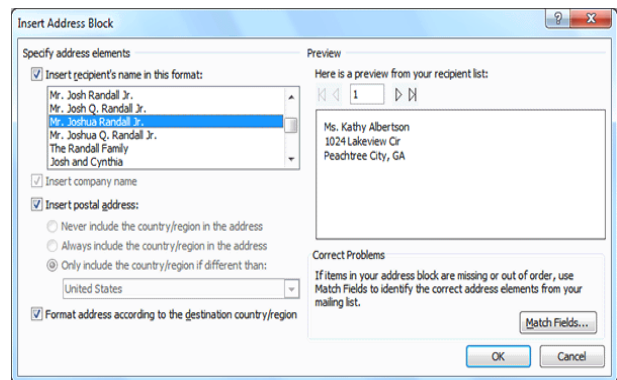 Insert Address Block
Specify address elements
Insert recipient's name in this format:
Mr. Josh Randall Jr.
Mr. Josh Q. Randall Jr.
Mr. Joshua Randall Jr.
Mr. Joshua Q. Randall Jr.
The Randall Family
Josh and Cynthia
Insert company name
Insert postal address:
Never include the country/region in the address
Always include the country/region in the address
Only include the country/region if different than:
United States
Format address according to the destination country/region
Preview
Here is a preview from your recipient list:
1
Ms. Kathy Albertson
1024 Lakeview Cir
Peachtree City, GA
Correct Problems
If items in your address block are missing or out of order, use
Match Fields to identify the correct address elements from your
mailing list.
Match Fields...
OK
Cancel